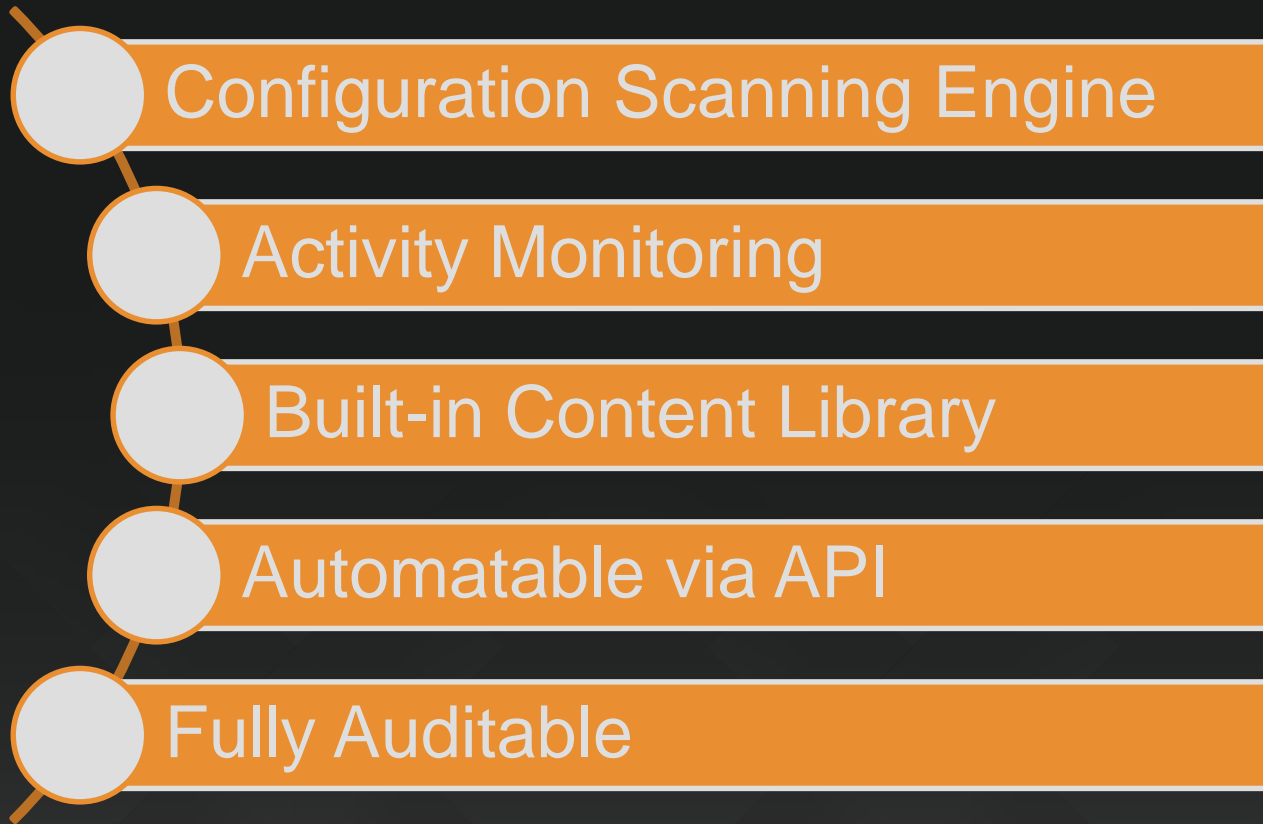 Configuration Scanning Engine
Activity Monitoring
Built-in Content Library
Automatable via API
Fully Auditable